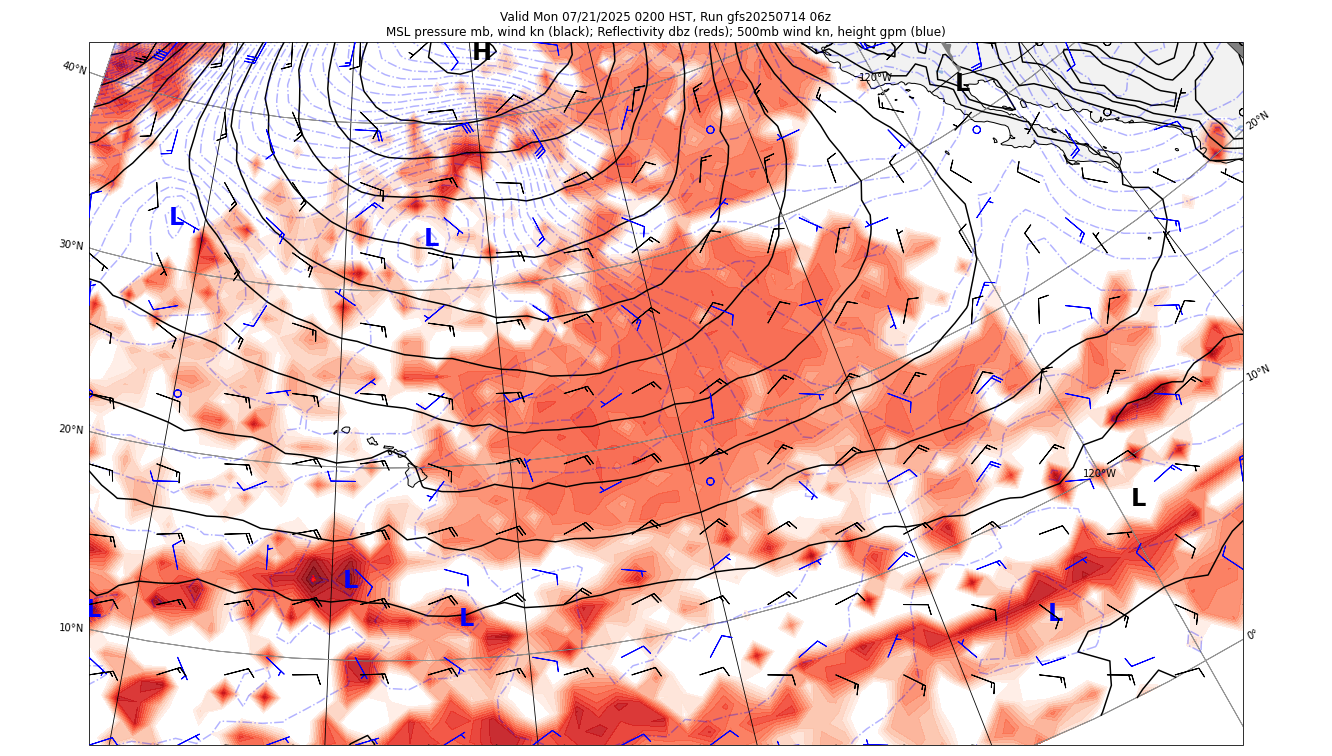 Valid Mon 07/21/2025 0200 HST, Run gfs20250714 06z
MSL pressure mb, wind kn (black); Reflectivity dbz (reds); 500mb wind kn, height gpm (blue)
H
40°N
120°W
L
20°N
L
L
30°N
10°N
20°N
120°W
L
L
L
L
L
10°N
0°